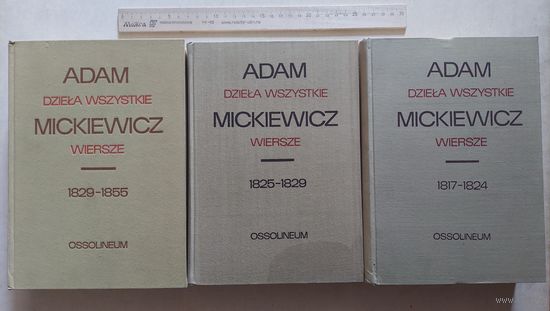 ADAM
DZIEŁA WSZYSTKIE
MICKIEWICZ
WIERSZE
1829-1855
OSSOLINEUM
ADAM
DZIEŁA WSZYSTKIE
MICKIEWICZ
WIERSZE
1825-1829
OSSOLINEUM
ADAM
DZIEŁA WSZYSTKIE
MICKIEWICZ
WIERSZE
1817-1824
OSSOLINEUM